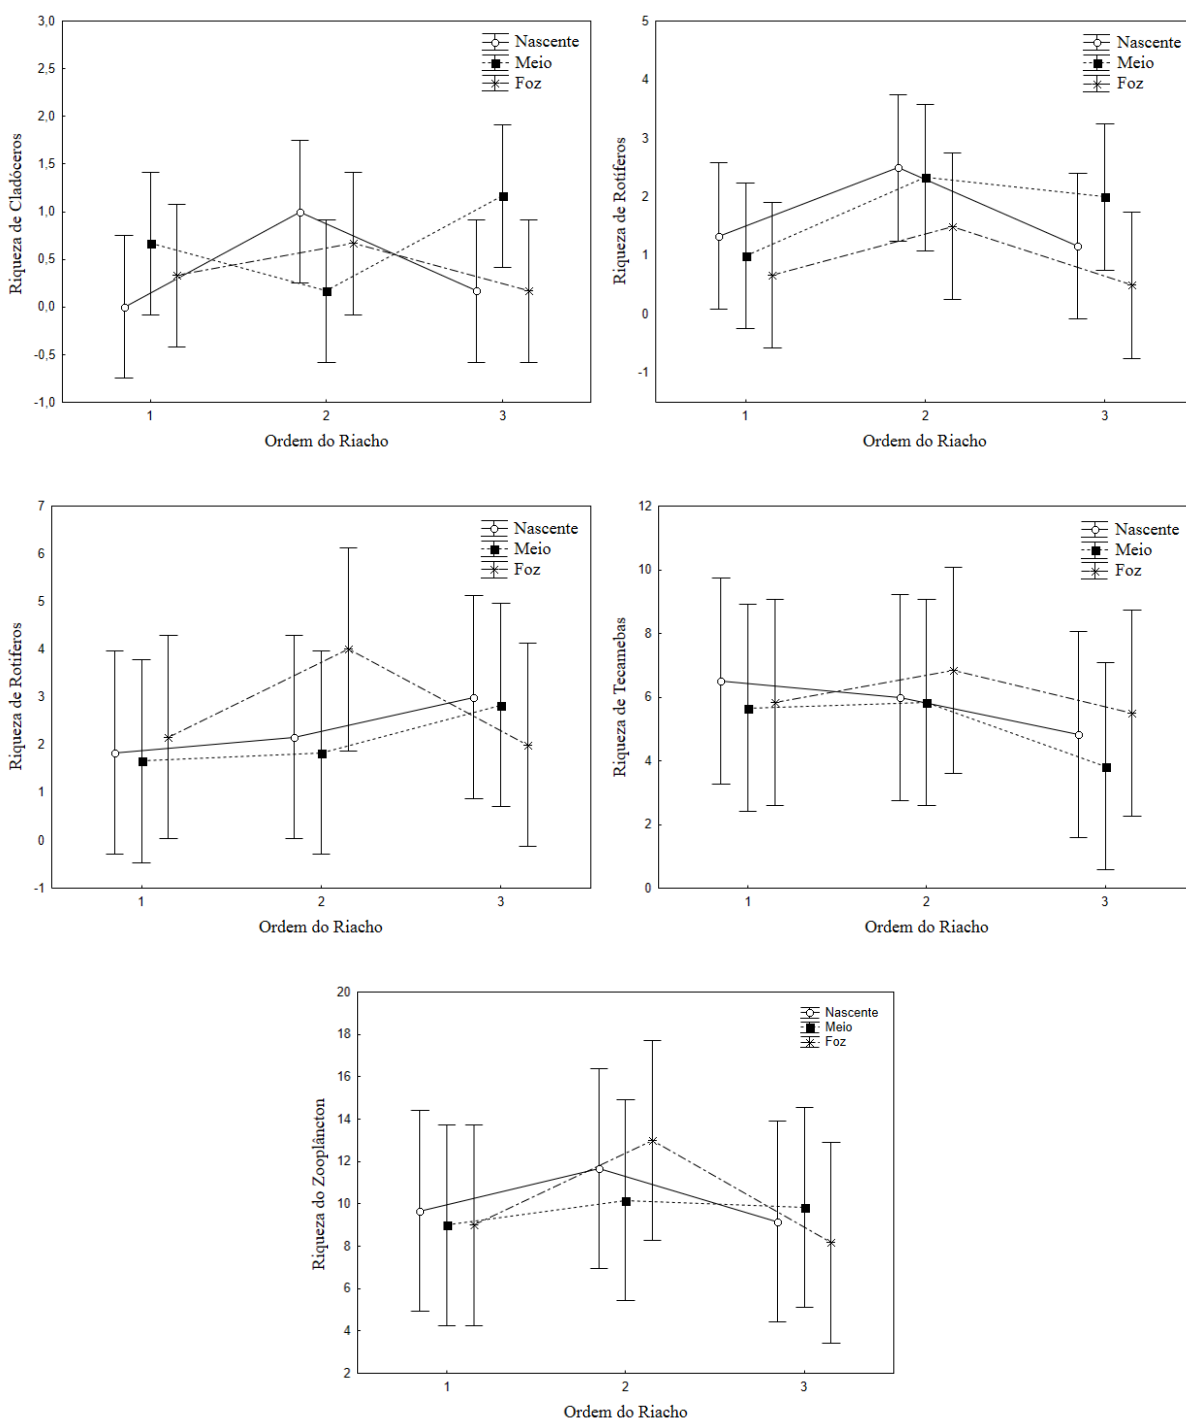 3,0
2,5
2,0
1,5
1,0
0,5
0,0
-0,5
-1,0
Riqueza de Cladóceros
Nascente
Meio
Foz
1 2 3
Ordem do Riacho
5
4
3
2
1
0
-1
Riqueza de Rotíferos
Nascente
Meio
Foz
1 2 3
Ordem do Riacho
7
6
5
4
3
2
1
0
-1
Riqueza de Rotiferos
Nascente
Meio
Foz
1 2 3
Ordem do Riacho
12
10
8
6
4
2
0
Riqueza de Tecamebas
Nascente
Meio
Foz
1 2 3
Ordem do Riacho
20
18
16
14
12
10
8
6
4
2
Riqueza do Zooplâncton
Nascente
Meio
Foz
1 2 3
Ordem do Riacho